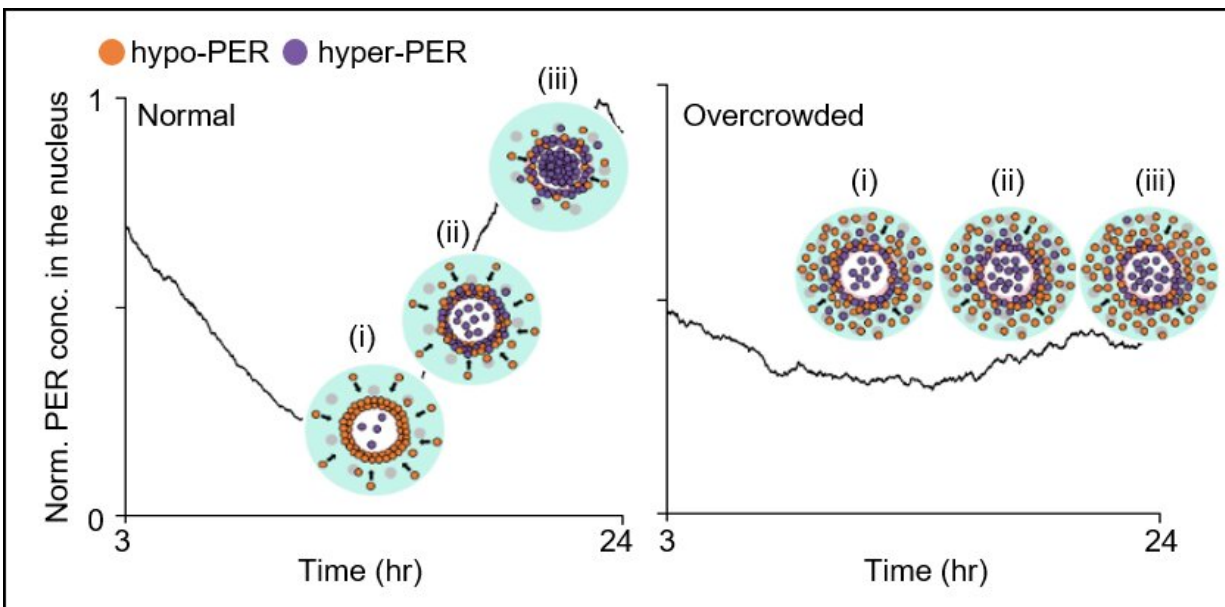 hypo-PER hyper-PER
Norm. PER conc. in the nucleus
1
0
Normal
(i)
(ii)
(iii)
3
24
Time (hr)
Overcrowded
(i)
(ii)
(iii)
3
24
Time (hr)